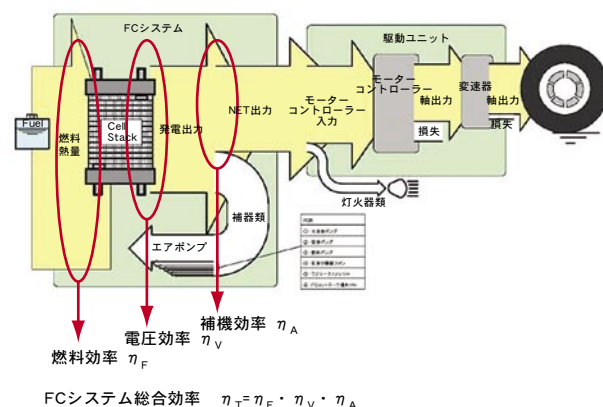 FCシステム
駆動ユニット
Fuel
燃料
熱量
Cell
Stack
発電出力
NET出力
モーター
コントローラー
入力
モーター
コントローラー
軸出力
損失
変速器
軸出力
損失
補器類
エアポンプ
灯火器類
燃料効率 ηF
電圧効率 ηV
補機効率 ηA
FCシステム総合効率 ηT=ηF・ηV・ηA